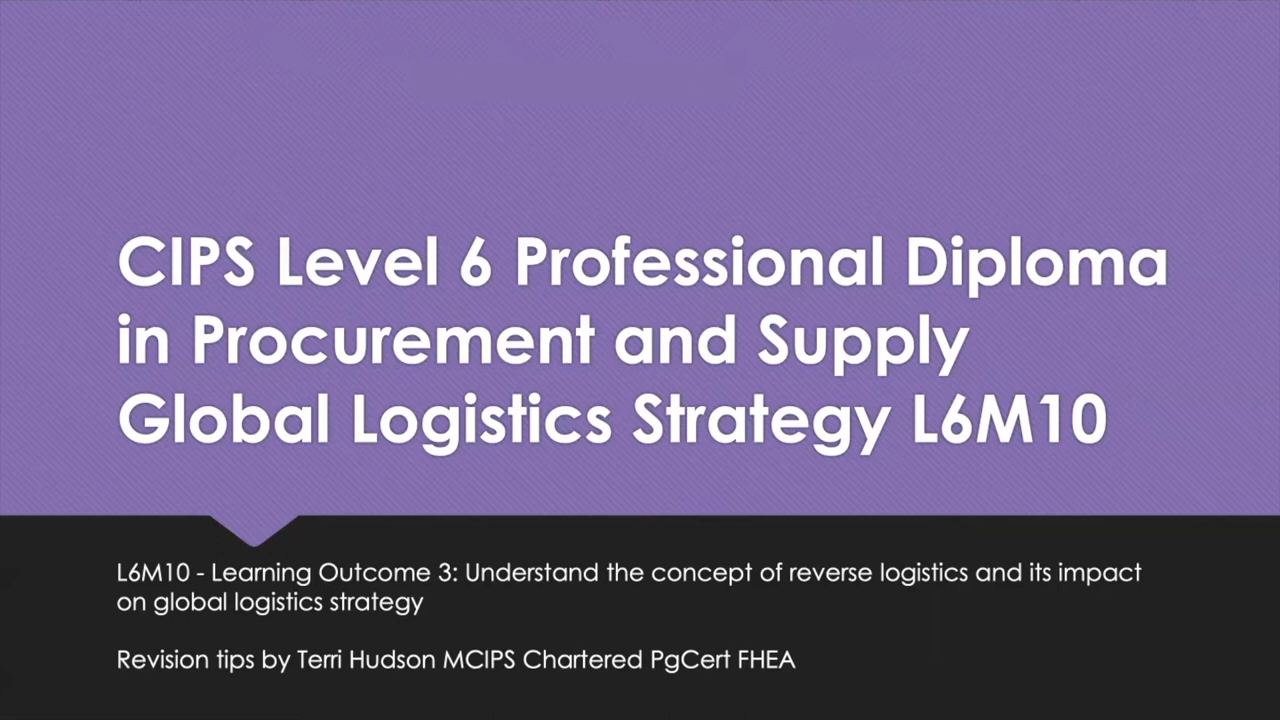 CIPS Level 6 Professional Diploma
in Procurement and Supply
Global Logistics Strategy L6M10
L6M10 - Learning Outcome 3: Understand the concept of reverse logistics and its impact
on global logistics strategy
Revision tips by Terri Hudson MCIPS Chartered PgCert FHEA